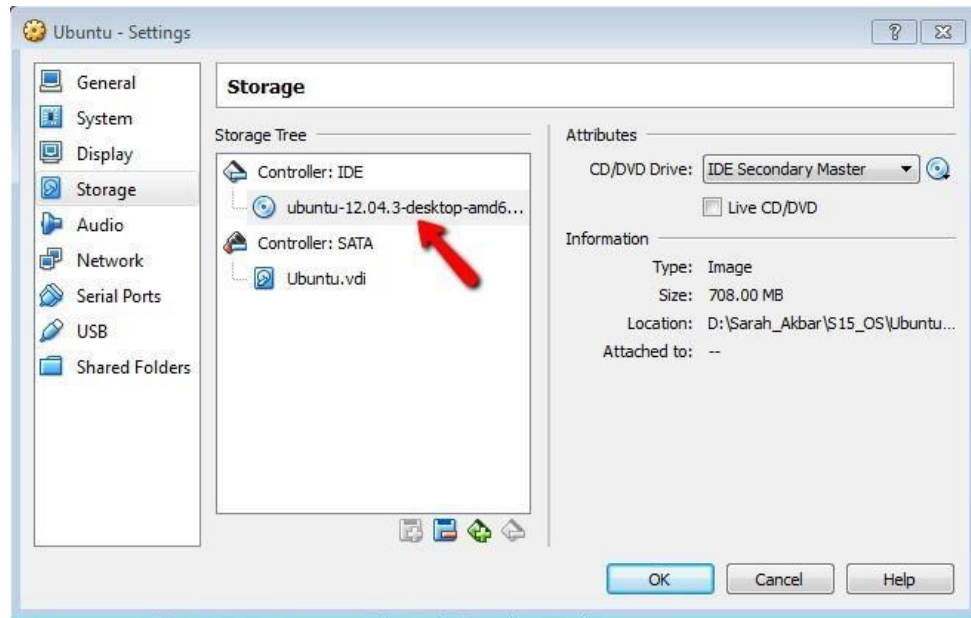 Ubuntu - Settings
General
System
Display
Storage
Audio
Network
Serial Ports
USB
Shared Folders
Storage
Storage Tree
Controller: IDE
ubuntu-12.04.3-desktop-amd6...
Controller: SATA
Ubuntu.vdi
Attributes
CD/DVD Drive: IDE Secondary Master
Live CD/DVD
Information
Type: Image
Size: 708.00 MB
Location: D:\Sarah_Akbar\S15_OS\Ubuntu...
Attached to: --
OK Cancel Help